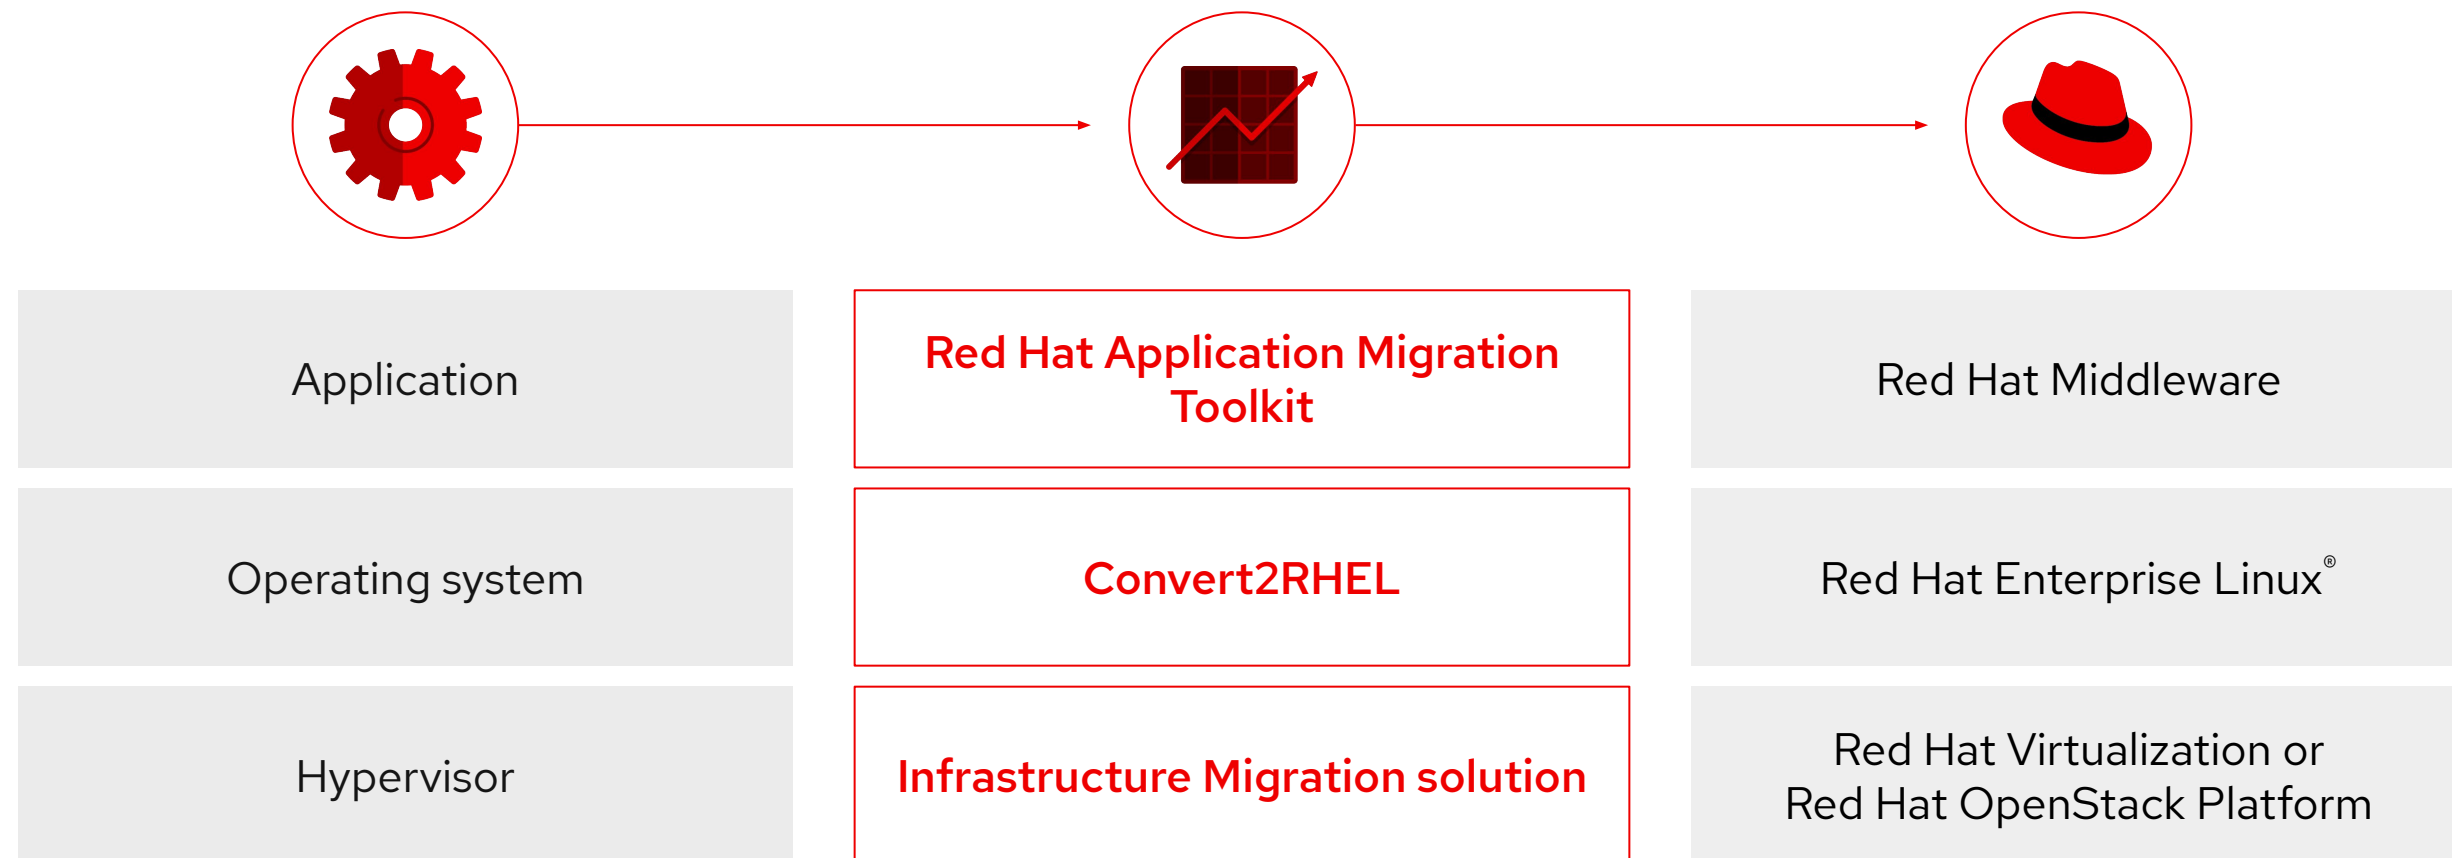 Application
Red Hat Application Migration
Toolkit
Red Hat Middleware
Operating system
Convert2RHEL
Red Hat Enterprise Linux®
Hypervisor
Infrastructure Migration solution
Red Hat Virtualization or
Red Hat OpenStack Platform